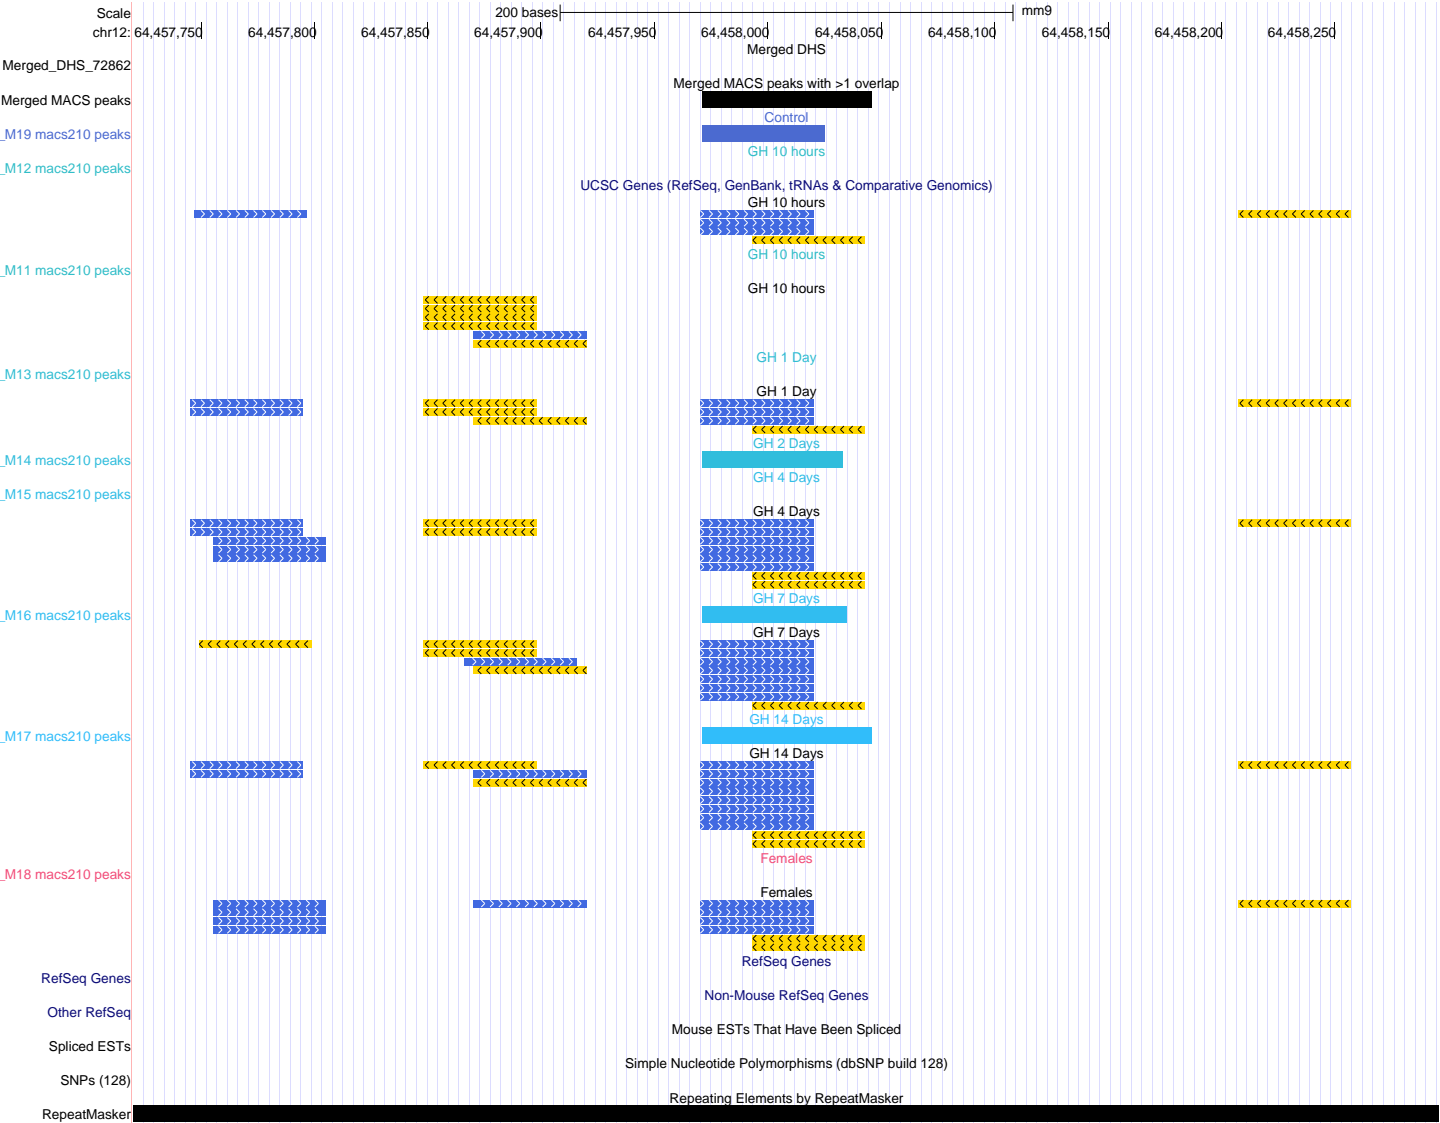 Scale 200 bases mm9
chr12: 64,457,750 64,457,800 64,457,850 64,457,900 64,457,950 64,458,000 64,458,050 64,458,100 64,458,150 64,458,200 64,458,250
Merged DHS
Merged_DHS_72862
Merged MACS peaks with >1 overlap
Merged MACS peaks
Control
_M19 macs210 peaks
GH 10 hours
_M12 macs210 peaks
UCSC Genes (RefSeq, GenBank, tRNAs & Comparative Genomics)
GH 10 hours
GH 10 hours
_M11 macs210 peaks
GH 10 hours
GH 1 Day
_M13 macs210 peaks
GH 1 Day
GH 2 Days
_M14 macs210 peaks
GH 4 Days
_M15 macs210 peaks
GH 4 Days
GH 7 Days
_M16 macs210 peaks
GH 7 Days
GH 14 Days
_M17 macs210 peaks
GH 14 Days
Females
_M18 macs210 peaks
Females
RefSeq Genes
RefSeq Genes
Non-Mouse RefSeq Genes
Other RefSeq
Mouse ESTs That Have Been Spliced
Spliced ESTs
Simple Nucleotide Polymorphisms (dbSNP build 128)
SNPs (128)
Repeating Elements by RepeatMasker
RepeatMasker